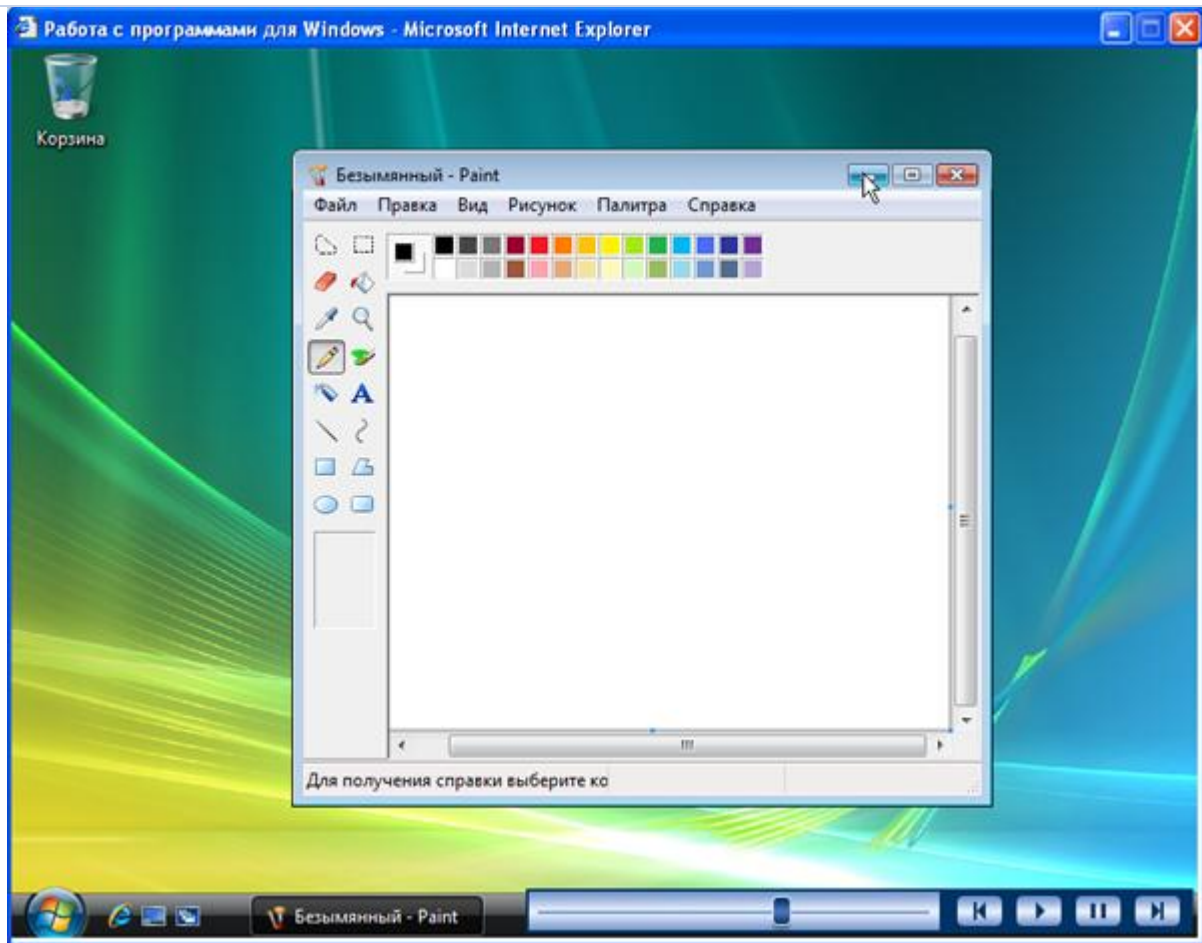 Работа с программами для Windows - Microsoft Internet Explorer
Корзина
Безымянный - Paint
Файл Правка Вид Рисунок Палитра Справка
A
Для получения справки выберите ко
Безымянный - Paint